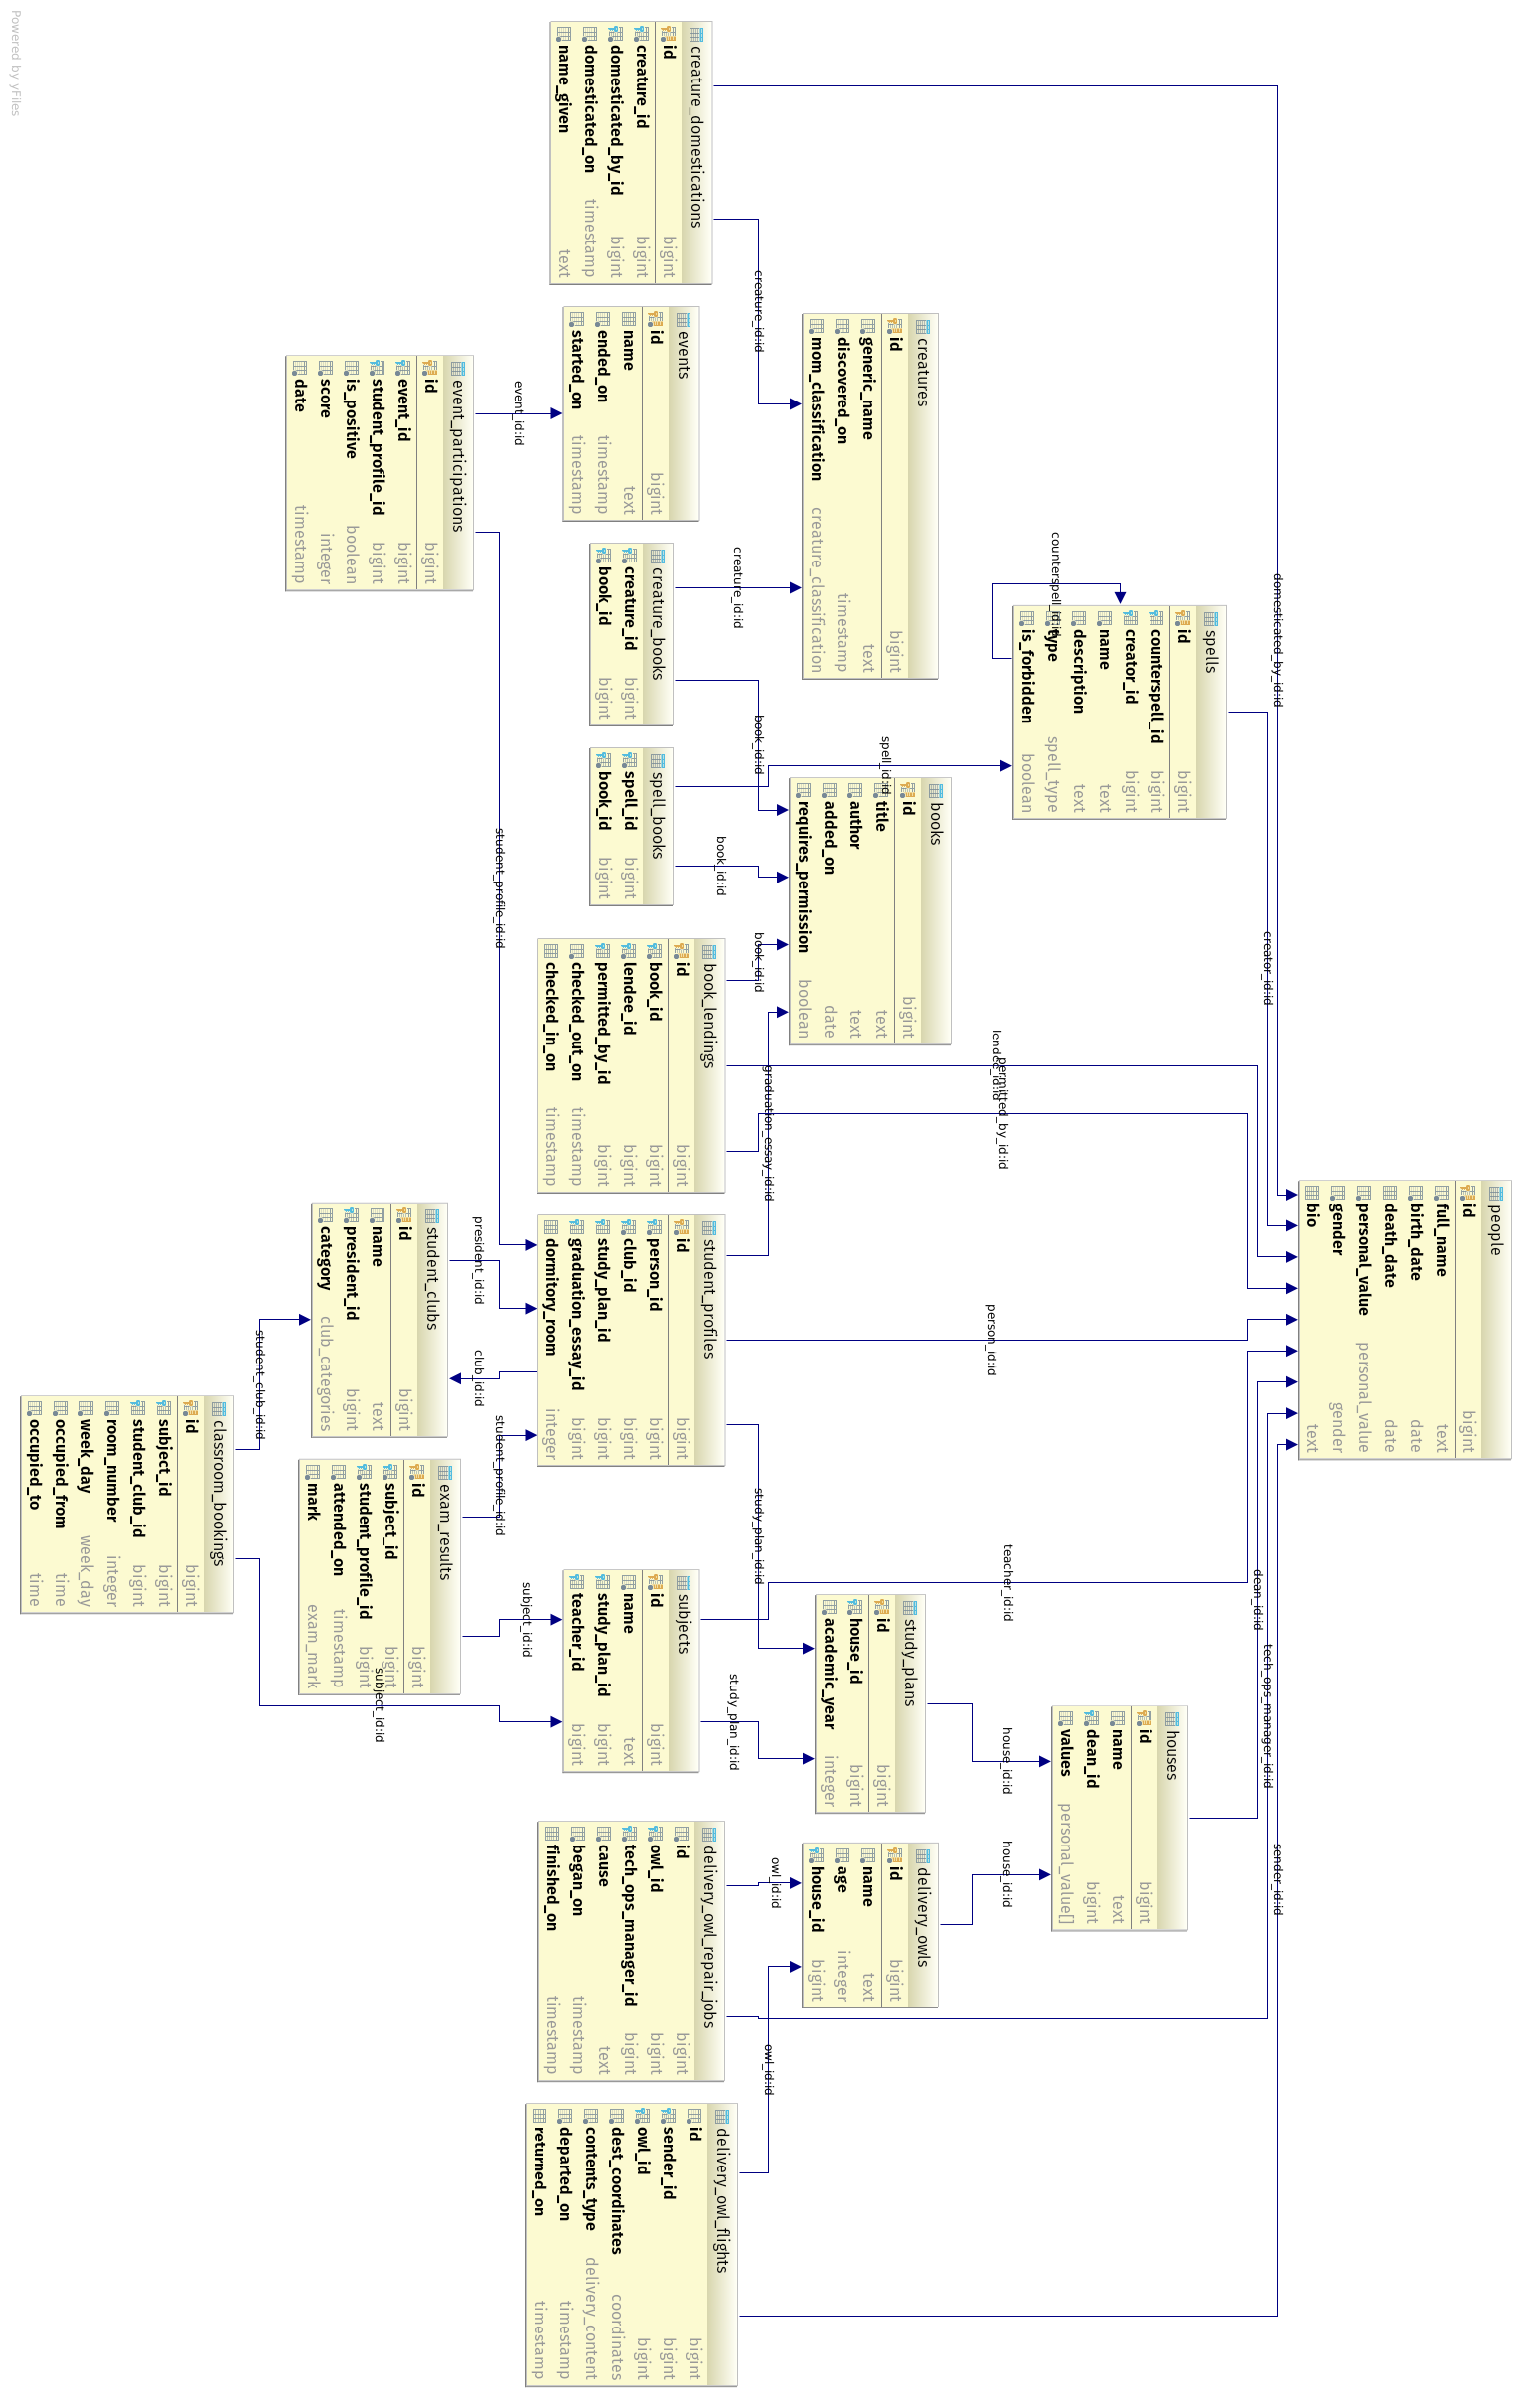 people
id bigint
full_name text
birth_date date
death_date date
personal_value personal_value
gender gender
bio text
spells
id bigint
counterspell_id bigint
creator_id bigint
name text
description text
type spell_type
is_forbidden boolean
houses
id bigint
name text
dean_id bigint
values personal_value[]
creatures
id bigint
generic_name text
discovered_on timestamp
mom_classification creature_classification
books
id bigint
title text
author text
added_on date
requires_permission boolean
study_plans
id bigint
house_id bigint
academic_year integer
delivery_owls
id bigint
name text
age integer
house_id bigint
creature_domestications
id bigint
creature_id bigint
domesticated_by_id bigint
domesticated_on timestamp
name_given text
events
id bigint
name text
ended_on timestamp
started_on timestamp
creature_books
creature_id bigint
book_id bigint
spell_books
spell_id bigint
book_id bigint
book_lendings
id bigint
book_id bigint
lendee_id bigint
permitted_by_id bigint
checked_out_on timestamp
checked_in_on timestamp
student_profiles
id bigint
person_id bigint
club_id bigint
study_plan_id bigint
graduation_essay_id bigint
dormitory_room integer
subjects
id bigint
name text
study_plan_id bigint
teacher_id bigint
delivery_owl_repair_jobs
id bigint
owl_id bigint
tech_ops_manager_id bigint
cause text
began_on timestamp
finished_on timestamp
delivery_owl_flights
id bigint
sender_id bigint
owl_id bigint
dest_coordinates coordinates
contents_type delivery_content
departed_on timestamp
returned_on timestamp
event_participations
id bigint
event_id bigint
student_profile_id bigint
is_positive boolean
score integer
date timestamp
student_clubs
id bigint
name text
president_id bigint
category club_categories
exam_results
id bigint
subject_id bigint
student_profile_id bigint
attended_on timestamp
mark exam_mark
classroom_bookings
id bigint
subject_id bigint
student_club_id bigint
room_number integer
week_day week_day
occupied_from time
occupied_to time
domesticated_by_id:id
creator_id:id
tech_ops_manager_id:id
sender_id:id
dean_id:id
counterspell_id:id
lendee_id:id
permitted_by_id:id
person_id:id
teacher_id:id
house_id:id
house_id:id
spell_id:id
creature_id:id
creature_id:id
book_id:id
book_id:id
book_id:id
graduation_essay_id:id
study_plan_id:id
study_plan_id:id
owl_id:id
owl_id:id
event_id:id
student_profile_id:id
president_id:id
club_id:id
student_profile_id:id
subject_id:id
subject_id:id
student_club_id:id
Powered by yFiles